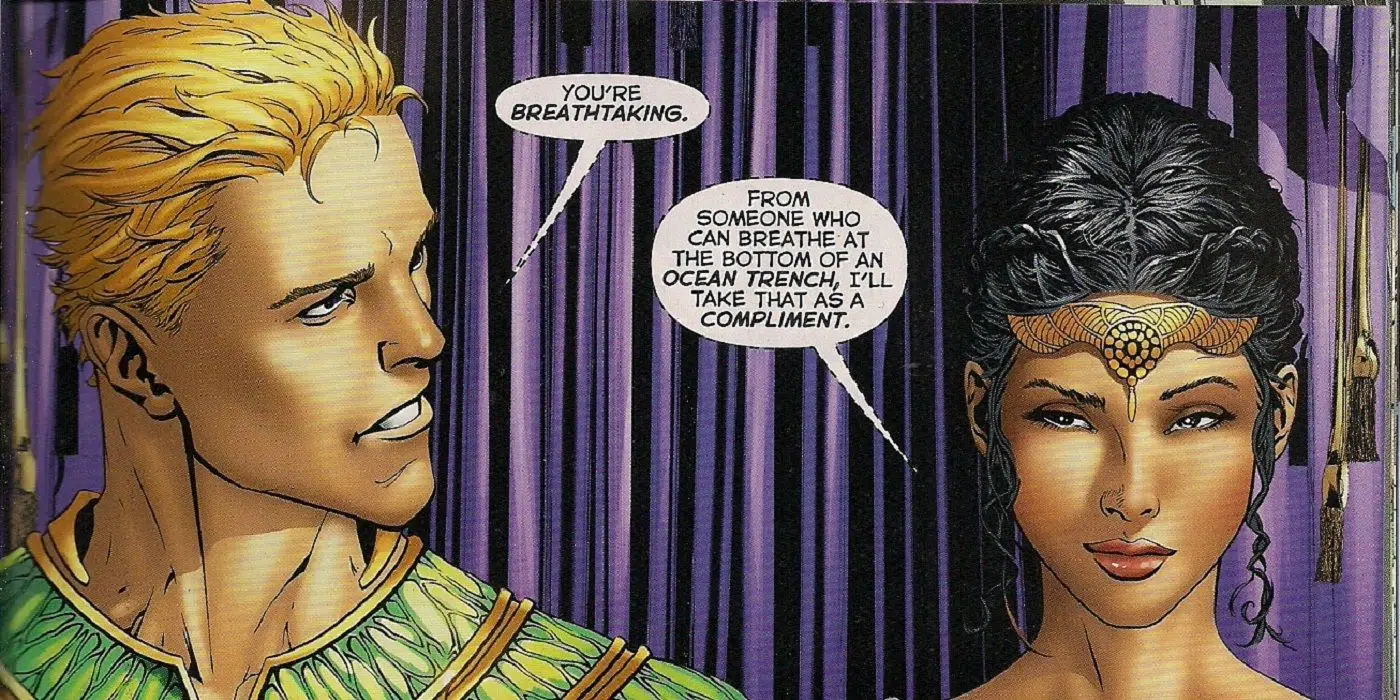 YOU'RE
BREATHTAKING.
FROM
SOMEONE WHO
CAN BREATHE AT
THE BOTTOM OF AN
OCEAN TRENCH, I'LL
TAKE THAT AS A
COMPLIMENT.